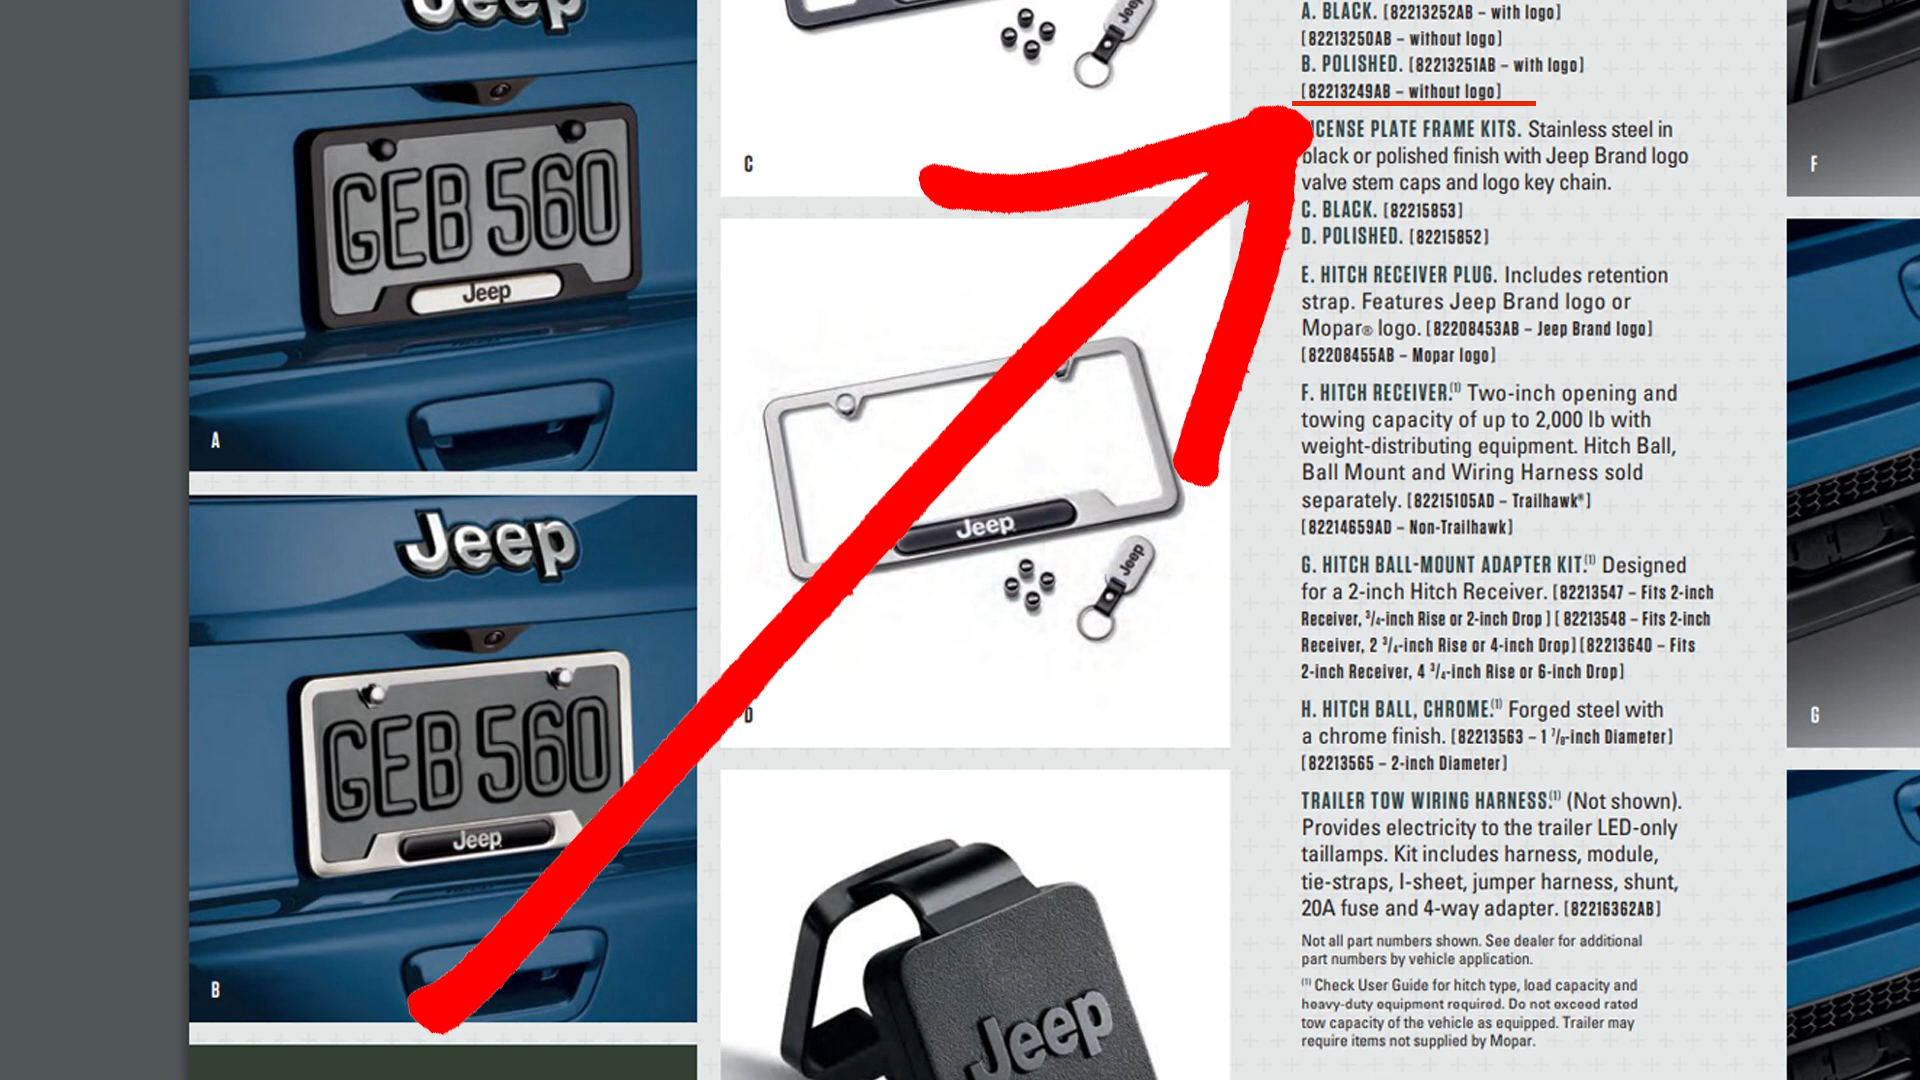 Jeep
GEB 560
Jeep
A
Jeep
GEB 560
Jeep
B
Jeep
C
Jeep
Jeep
D
Jeep
A. BLACK. [82213252AB – with logo]
[82213250AB – without logo]
B. POLISHED. [82213251AB – with logo]
[82213249AB – without logo]
CENSE PLATE FRAME KITS. Stainless steel in
black or polished finish with Jeep Brand logo
valve stem caps and logo key chain.
C. BLACK. [82215853]
D. POLISHED. [82215852]
E. HITCH RECEIVER PLUG. Includes retention
strap. Features Jeep Brand logo or
Mopar® logo. [82208453AB – Jeep Brand logo]
[82208455AB – Mopar logo]
F. HITCH RECEIVER.(1) Two-inch opening and
towing capacity of up to 2,000 lb with
weight-distributing equipment. Hitch Ball,
Ball Mount and Wiring Harness sold
separately. [82215105AD – Trailhawk®]
[82214659AD – Non-Trailhawk]
G. HITCH BALL-MOUNT ADAPTER KIT.(1) Designed
for a 2-inch Hitch Receiver. [82213547 – Fits 2-inch
Receiver, 3/4-inch Rise or 2-inch Drop ] [ 82213548 – Fits 2-inch
Receiver, 2 3/4-inch Rise or 4-inch Drop] [82213640 – Fits
2-inch Receiver, 4 3/4-inch Rise or 6-inch Drop]
H. HITCH BALL, CHROME.(1) Forged steel with
a chrome finish. [82213563 – 1 7/8-inch Diameter]
[82213565 – 2-inch Diameter]
TRAILER TOW WIRING HARNESS.(1) (Not shown).
Provides electricity to the trailer LED-only
taillamps. Kit includes harness, module,
tie-straps, I-sheet, jumper harness, shunt,
20A fuse and 4-way adapter. [82216362AB]
Not all part numbers shown. See dealer for additional
part numbers by vehicle application.
(1) Check User Guide for hitch type, load capacity and
heavy-duty equipment required. Do not exceed rated
tow capacity of the vehicle as equipped. Trailer may
require items not supplied by Mopar.
F
G